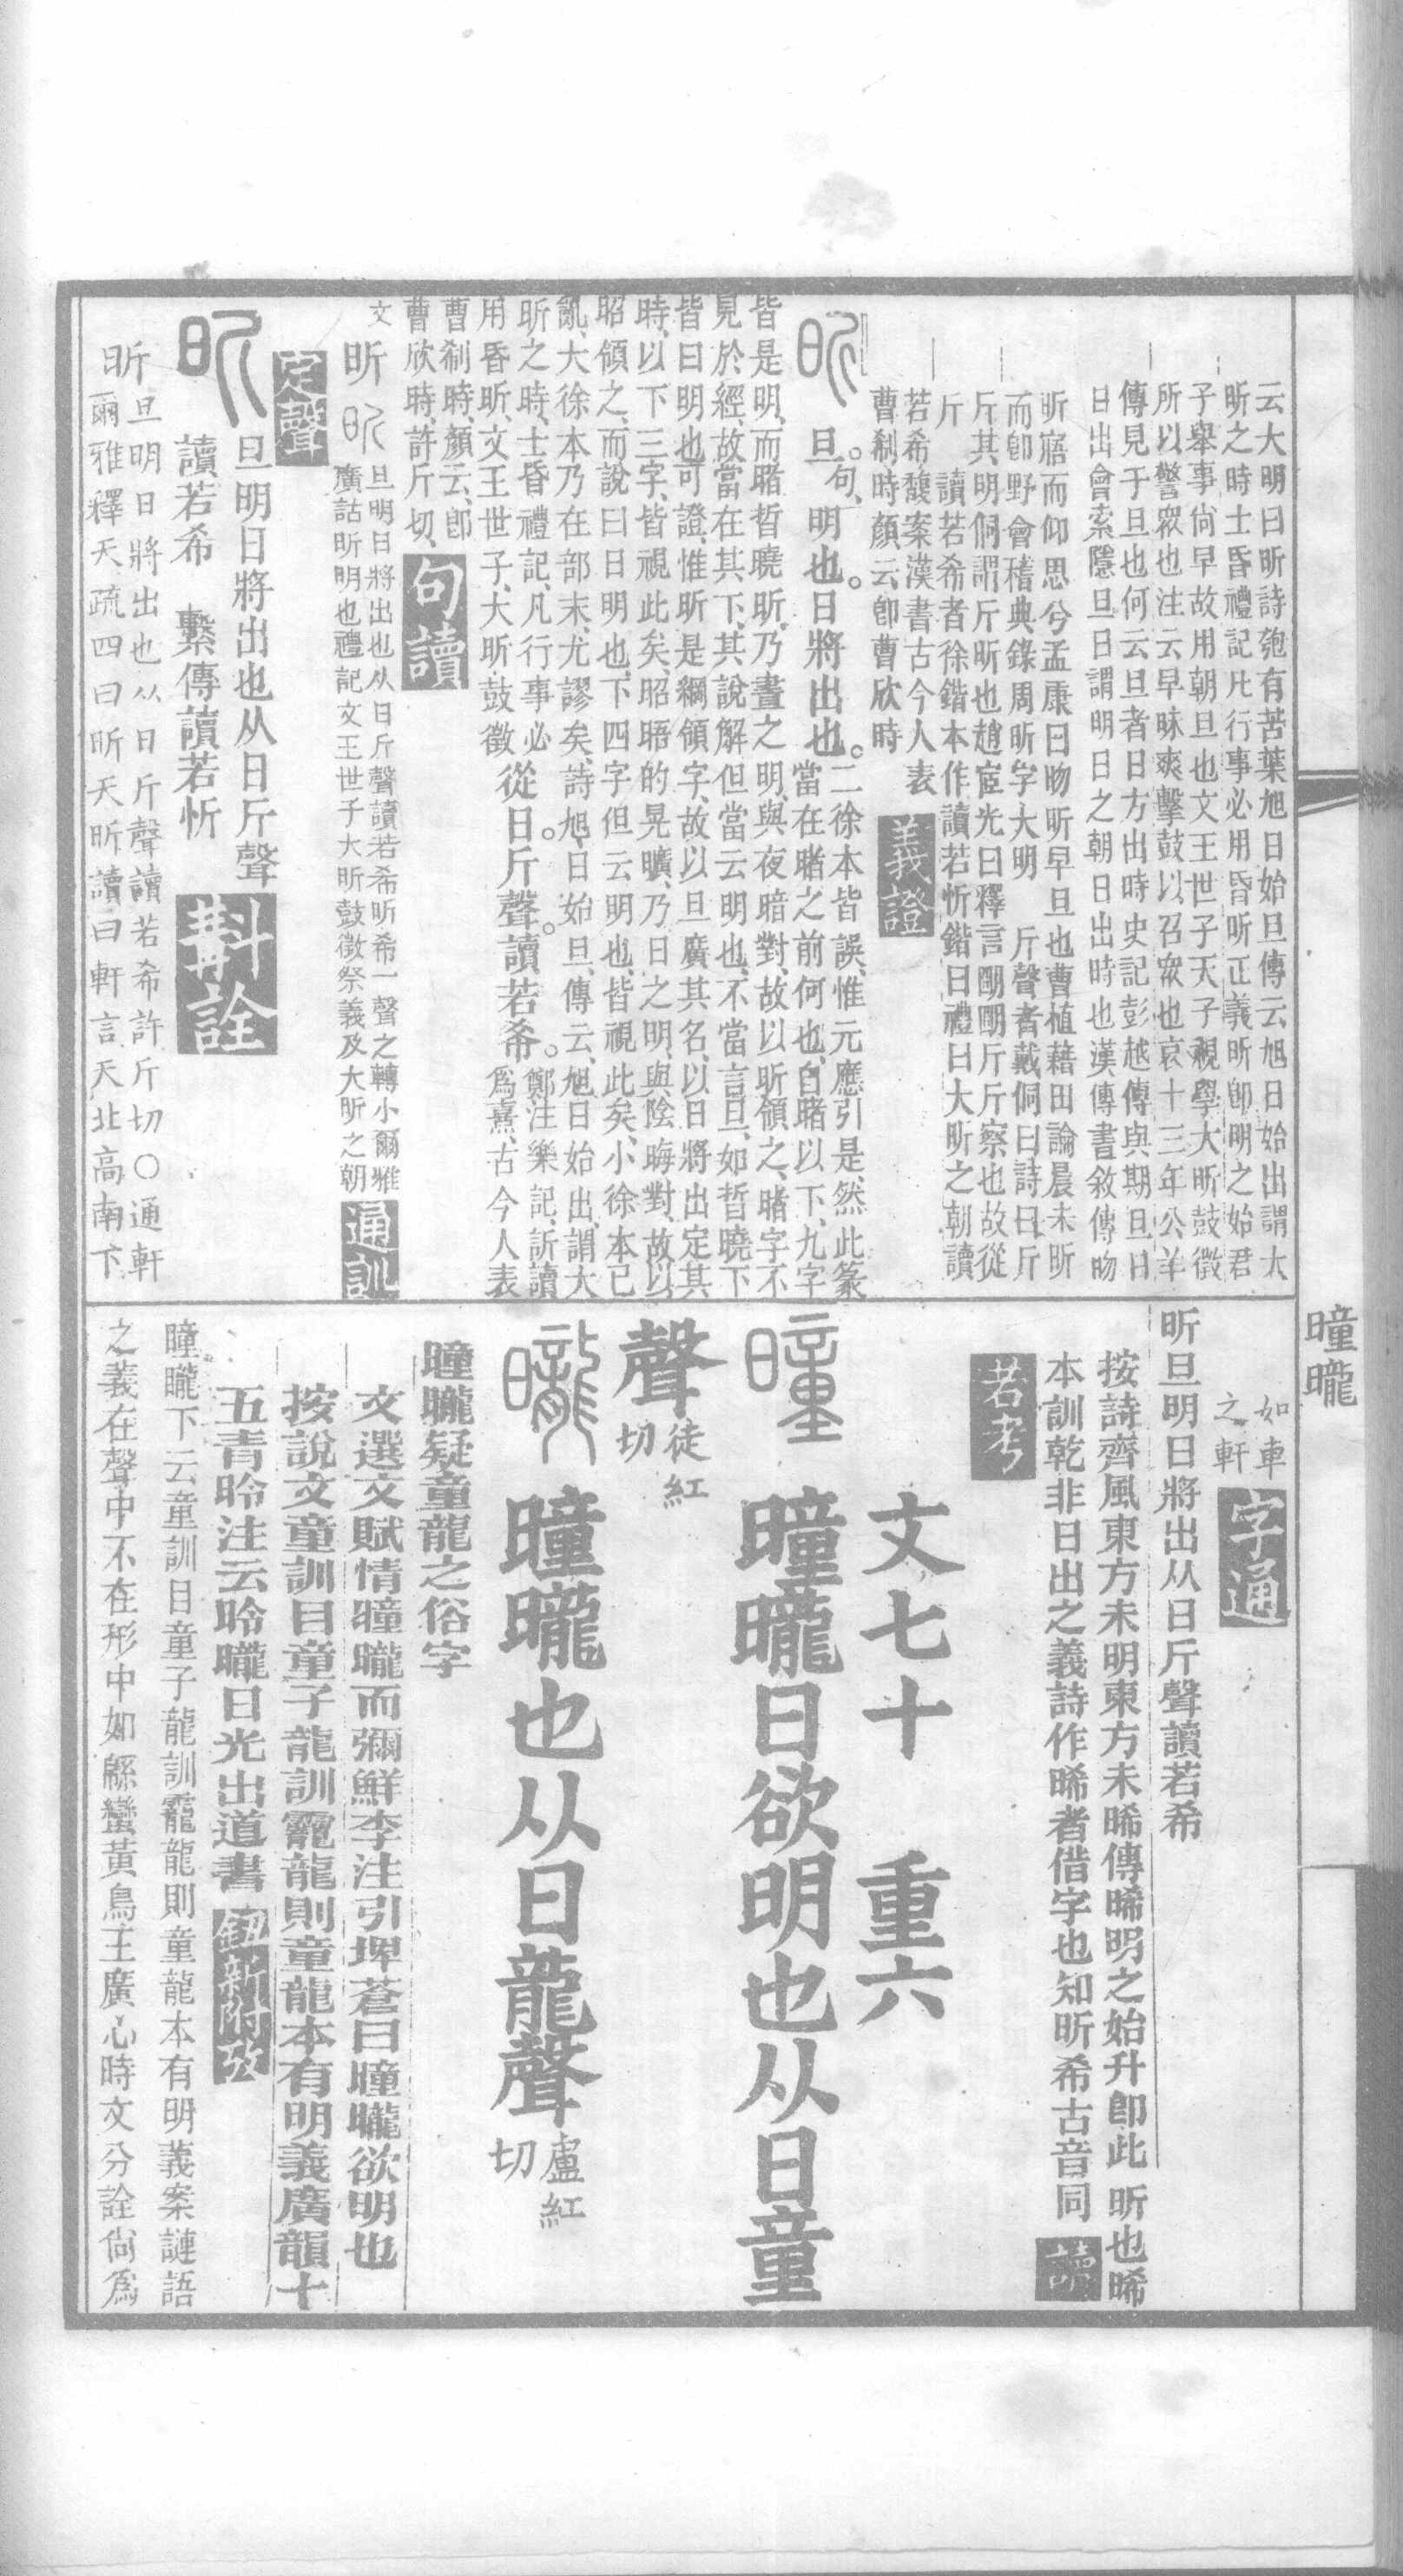 云大明曰昕詩匏有苦葉旭日始旦傳云旭日始出謂大
昕之時士昏禮記凡行事必用昏昕正義昕卽明之始君
子舉事尙早故用朝旦也文王世子天子視學大昕鼓徵
所以警眾也注云早昧爽擊鼓以召眾也哀十三年公羊
傳見于旦也何云旦者日方出時史記彭越傳與期旦日
日出會索隱旦日謂明日之朝日出時也漢傳書敘傳昒
昕寤而仰思兮孟康曰昒昕早旦也曹植藉田論晨未昕
而卽野會稽典錄周昕字大明 斤聲者戴侗曰詩曰斤
斤其明侗謂斤昕也趙宧光曰釋言明明斤斤察也故從
斤 讀若希者徐鍇本作讀若忻鍇曰禮曰大昕之朝讀
若希馥案漢書古今人表
曹剎時顏云卽曹欣時
義證
昕 旦。句、明也。日將出也。
二徐本皆誤、惟元應引是、然此篆
當在睹之前何也、自睹以下、九字
皆是明、而睹哲曉昕、乃晝之明、與夜暗對、故以昕領之、睹字不
見於經、故當在其下、其說解但當云明也、不當言旦、如哲曉下
皆曰明也可證、惟昕是綱領字、故以旦廣其名、以日將出定其
時、以下三字、皆視此矣、昭晤的晃曠、乃日之明、與陰晦對、故以
昭領之、而說曰日明也、下四字但云明也、皆視此矣、小徐本已
亂、大徐本乃在部末、尤謬矣、詩旭日始旦、傳云、旭日始出、謂大
昕之時、士昏禮記、凡行事必
用昏昕、文王世子、大昕鼓徵
從日。斤聲。讀若希。
鄭注樂記、訢讀
爲熹、古今人表
曹剎時、顏云、卽
曹欣時、許斤切、
句讀
文 昕 昕
旦明日將出也从日斤聲讀若希昕希一聲之轉小爾雅
廣詁昕明也禮記文王世子大昕鼓徵祭義及大昕之朝
通訓
定聲
昕 旦明日將出也从日斤聲
讀若希 繫傳讀若忻
斠詮
昕 旦明日將出也从日斤聲讀若希許斤切〇通軒
爾雅釋天疏四曰昕天昕讀曰軒言天北高南下
如車
之軒
字通
昕旦明日將出从日斤聲讀若希
按詩齊風東方未明東方未晞傳晞明之始升卽此昕也晞
本訓乾非日出之義詩作晞者借字也知昕希古音同
讀
若考
文七十 重六
曈 曈曨日欲明也从日童
聲 徒紅
切
曨 曈曨也从日龍聲 盧紅
切
曈曨疑童龍之俗字
文選文賦情曈曨而彌鮮李注引埤蒼曰曈曨欲明也
按說文童訓目童子龍訓龗龍則童龍本有明義廣韻十
五青昤注云昤曨日光出道書
鈕新附攷
曈曨下云童訓目童子龍訓龗龍則童龍本有明義案謰語
之義在聲中不在形中如緜蠻黃鳥王廣心時文分詮尙爲
曈曨